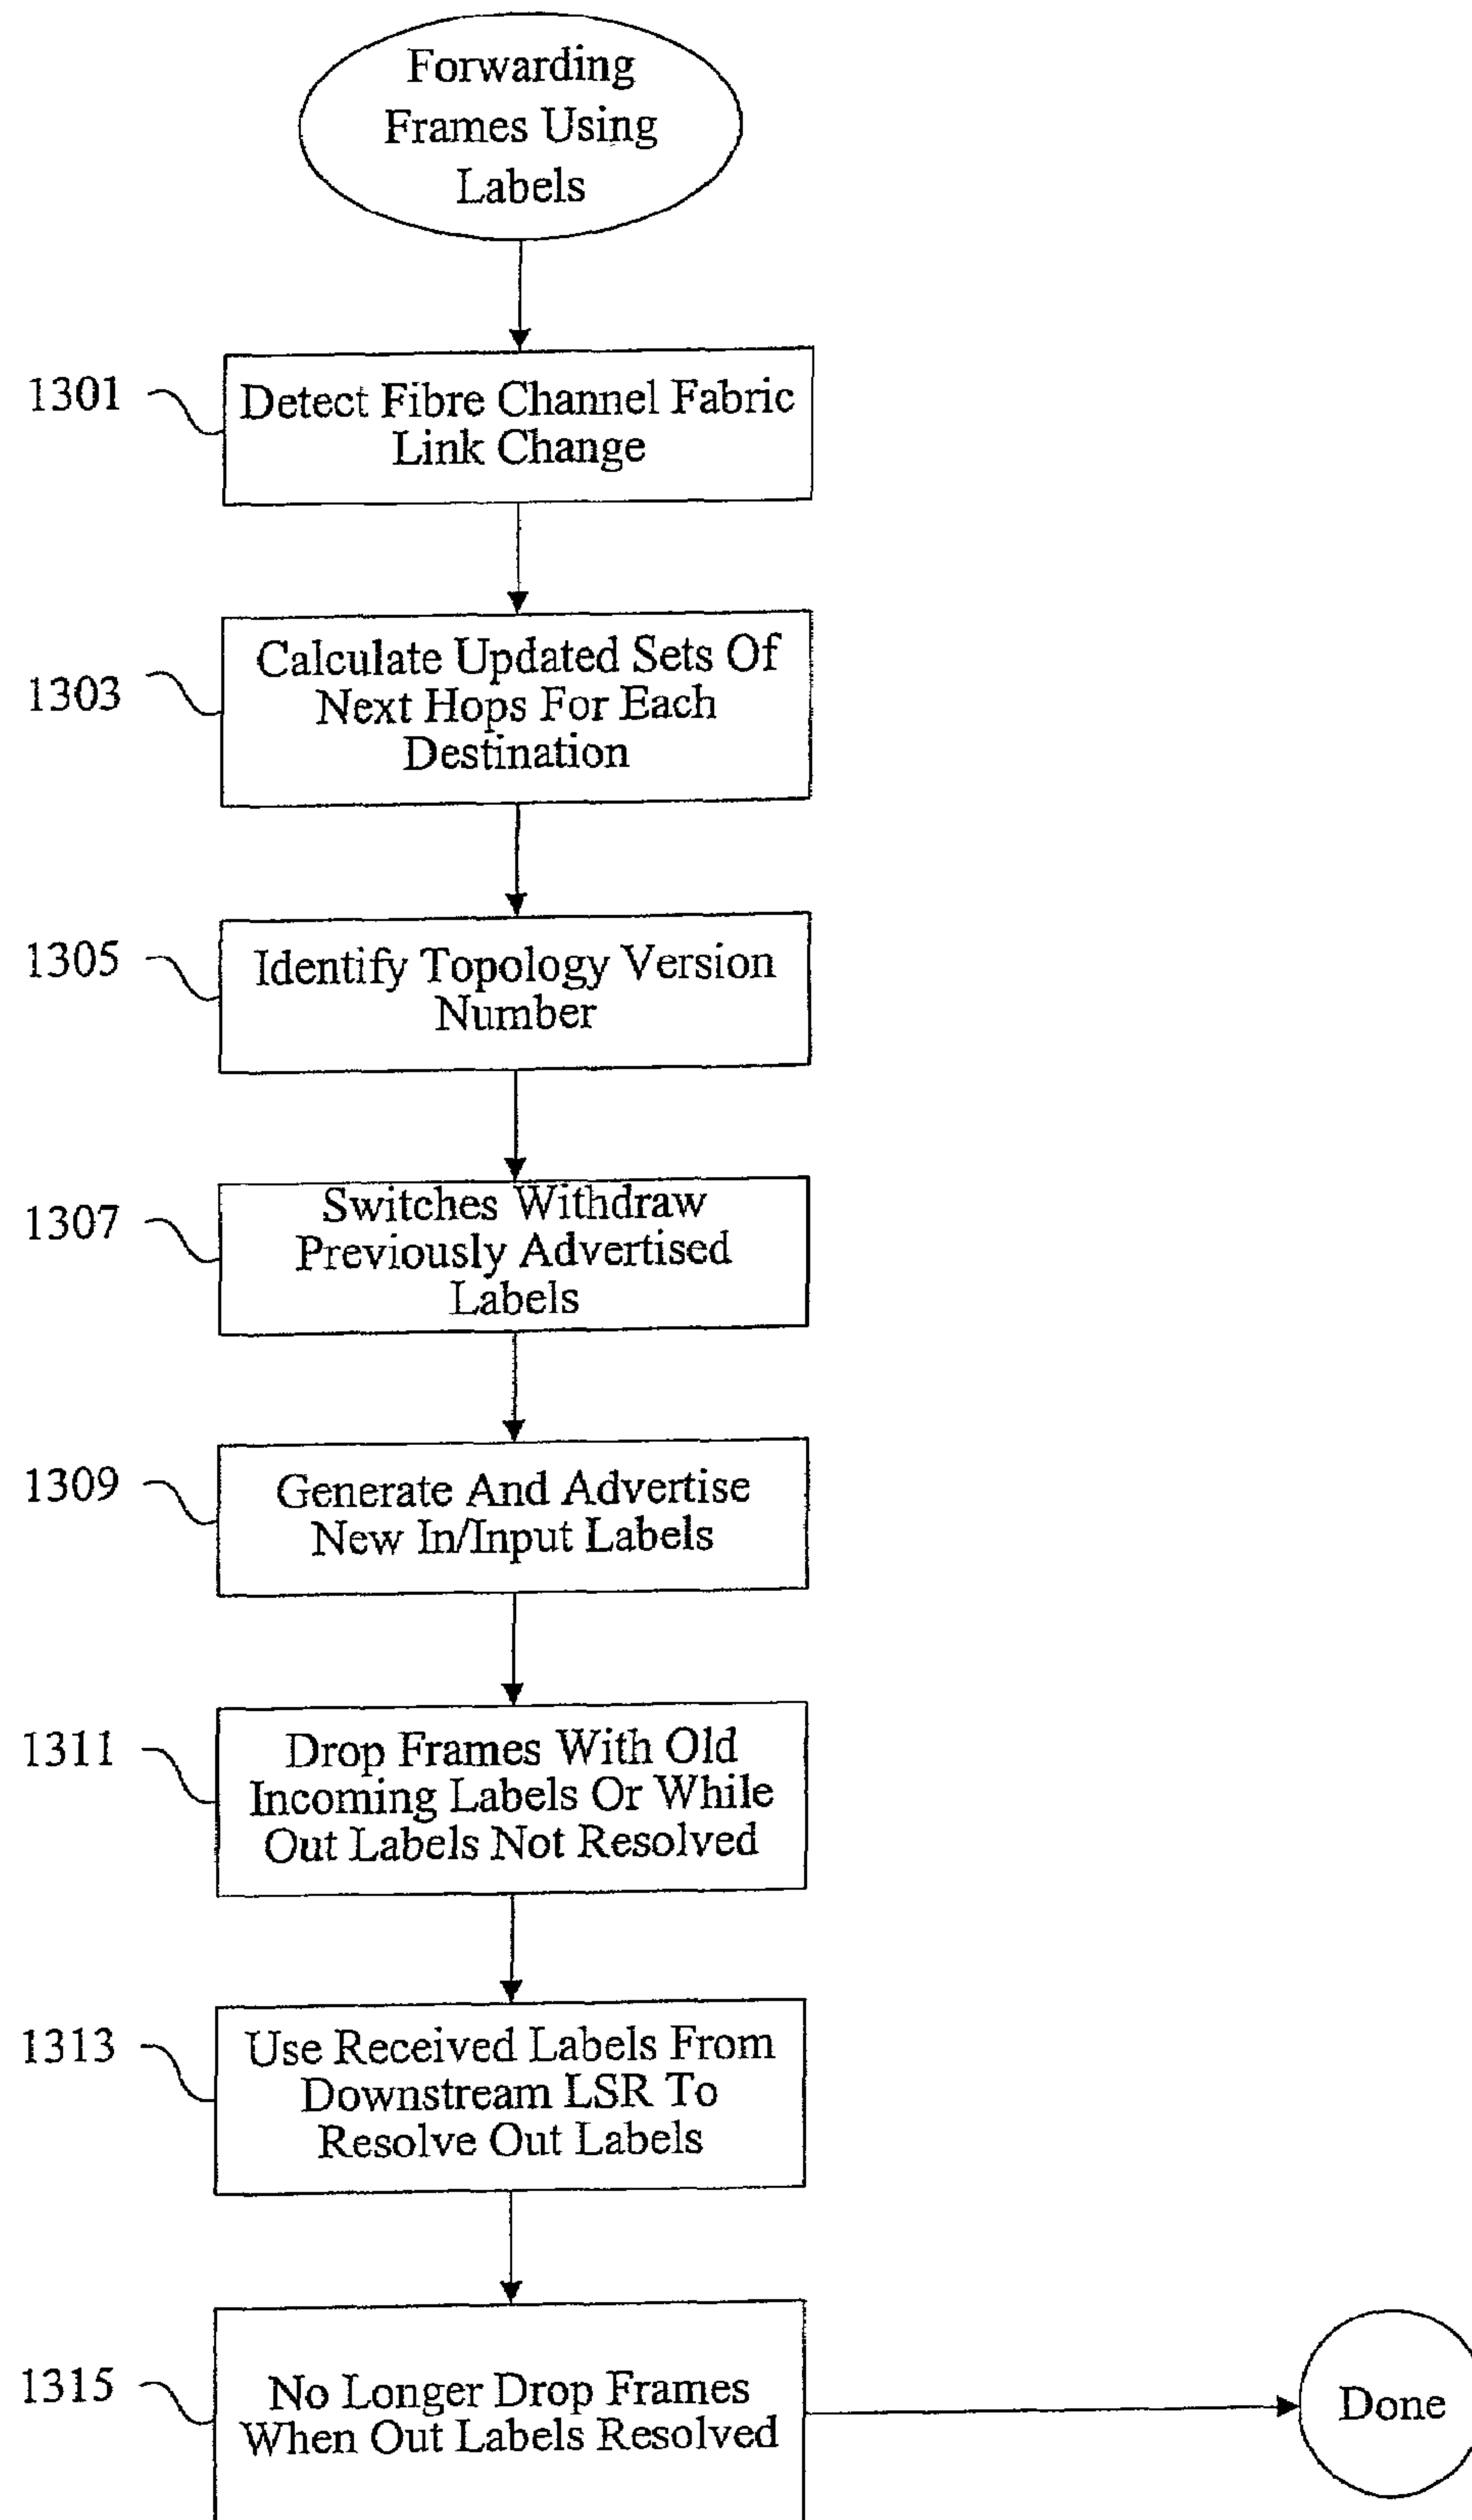 Forwarding
Frames Using
Labels
1301
Detect Fibre Channel Fabric
Link Change
1303
Calculate Updated Sets Of
Next Hops For Each
Destination
1305
Identify Topology Version
Number
1307
Switches Withdraw
Previously Advertised
Labels
1309
Generate And Advertise
New In/Input Labels
1311
Drop Frames With Old
Incoming Labels Or While
Out Labels Not Resolved
1313
Use Received Labels From
Downstream LSR To
Resolve Out Labels
1315
No Longer Drop Frames
When Out Labels Resolved
Done